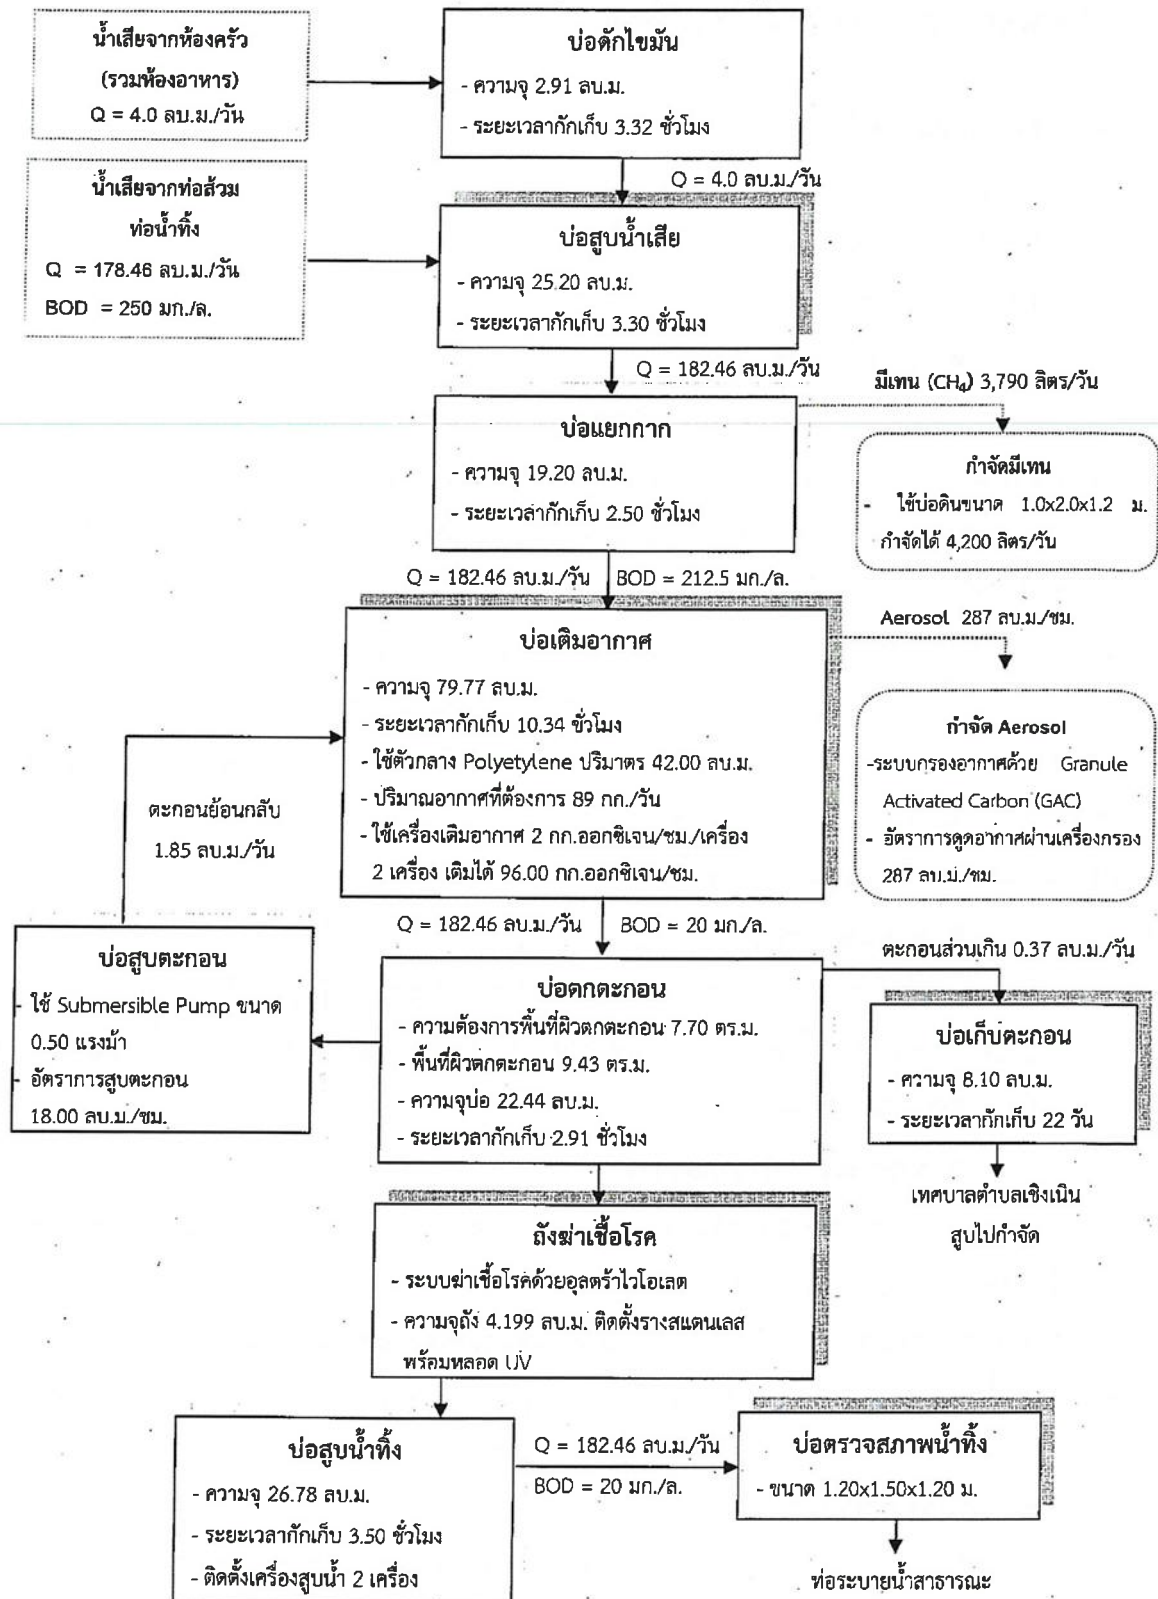 น้ำเสียจากห้องครัว
(รวมห้องอาหาร)
Q = 4.0 ลบ.ม./วัน
บ่อดักไขมัน
- ความจุ 2.91 ลบ.ม.
- ระยะเวลากักเก็บ 3.32 ชั่วโมง
Q = 4.0 ลบ.ม./วัน
น้ำเสียจากท่อส้วม
ท่อน้ำทิ้ง
Q = 178.46 ลบ.ม./วัน
BOD = 250 มก./ล.
บ่อสูบน้ำเสีย
- ความจุ 25.20 ลบ.ม.
- ระยะเวลากักเก็บ 3.30 ชั่วโมง
Q = 182.46 ลบ.ม./วัน
มีเทน (CH₄) 3,790 ลิตร/วัน
บ่อแยกกาก
- ความจุ 19.20 ลบ.ม.
- ระยะเวลากักเก็บ 2.50 ชั่วโมง
กำจัดมีเทน
- ใช้บ่อดินขนาด 1.0x2.0x1.2 ม.
กำจัดได้ 4,200 ลิตร/วัน
Q = 182.46 ลบ.ม./วัน BOD = 212.5 มก./ล.
บ่อเติมอากาศ
- ความจุ 79.77 ลบ.ม.
- ระยะเวลากักเก็บ 10.34 ชั่วโมง
- ใช้ตัวกลาง Polyetylene ปริมาตร 42.00 ลบ.ม.
- ปริมาณอากาศที่ต้องการ 89 กก./วัน
- ใช้เครื่องเติมอากาศ 2 กก.ออกซิเจน/ชม./เครื่อง
2 เครื่อง เติมได้ 96.00 กก.ออกซิเจน/ชม.
Aerosol 287 ลบ.ม./ชม.
กำจัด Aerosol
-ระบบกรองอากาศด้วย Granule
Activated Carbon (GAC)
- อัตราการดูดอากาศผ่านเครื่องกรอง
287 ลบ.ม./ชม.
ตะกอนย้อนกลับ
1.85 ลบ.ม./วัน
Q = 182.46 ลบ.ม./วัน BOD = 20 มก./ล.
บ่อสูบตะกอน
- ใช้ Submersible Pump ขนาด
0.50 แรงม้า
- อัตราการสูบตะกอน
18.00 ลบ.ม./ชม.
บ่อตกตะกอน
- ความต้องการพื้นที่ผิวตกตะกอน 7.70 ตร.ม.
- พื้นที่ผิวตกตะกอน 9.43 ตร.ม.
- ความจุบ่อ 22.44 ลบ.ม.
- ระยะเวลากักเก็บ 2.91 ชั่วโมง
ตะกอนส่วนเกิน 0.37 ลบ.ม./วัน
บ่อเก็บตะกอน
- ความจุ 8.10 ลบ.ม.
- ระยะเวลากักเก็บ 22 วัน
เทศบาลตำบลเชิงเนิน
สูบไปกำจัด
ถังฆ่าเชื้อโรค
- ระบบฆ่าเชื้อโรคด้วยอุลตร้าไวโอเลต
- ความจุถัง 4.199 ลบ.ม. ติดตั้งรางสแตนเลส
พร้อมหลอด UV
บ่อสูบน้ำทิ้ง
- ความจุ 26.78 ลบ.ม.
- ระยะเวลากักเก็บ 3.50 ชั่วโมง
- ติดตั้งเครื่องสูบน้ำ 2 เครื่อง
Q = 182.46 ลบ.ม./วัน
BOD = 20 มก./ล.
บ่อตรวจสภาพน้ำทิ้ง
- ขนาด 1.20x1.50x1.20 ม.
ท่อระบายน้ำสาธารณะ